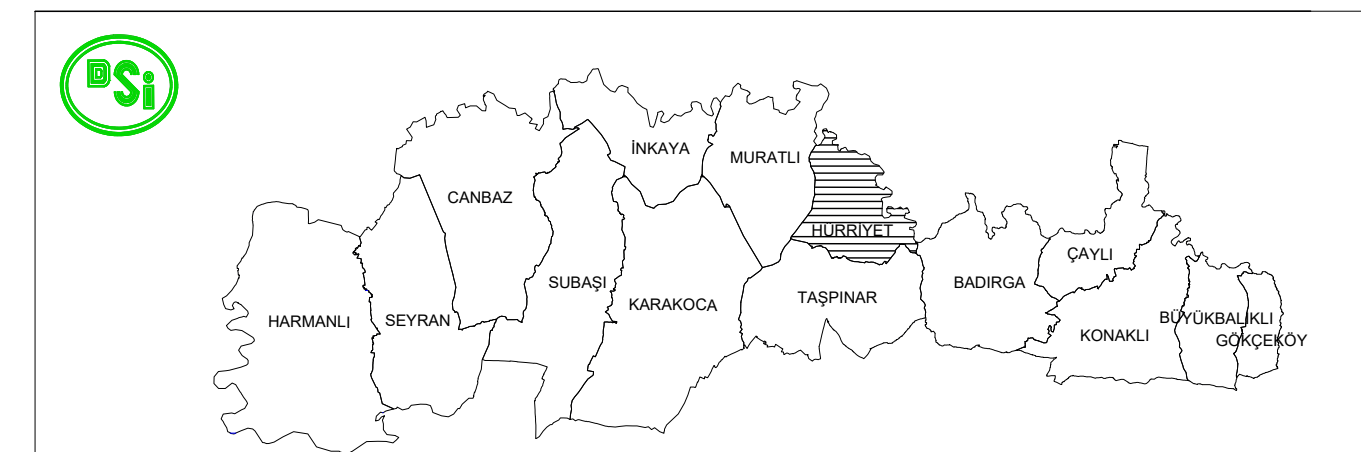 DSi
İNKAYA
MURATLI
CANBAZ
HÜRRİYET
ÇAYLI
BADIRGA
SUBAŞI
TAŞPINAR
KARAKOCA
HARMANLI
SEYRAN
BÜYÜKBALIKLI
KONAKLI
GÖKÇEKÖY